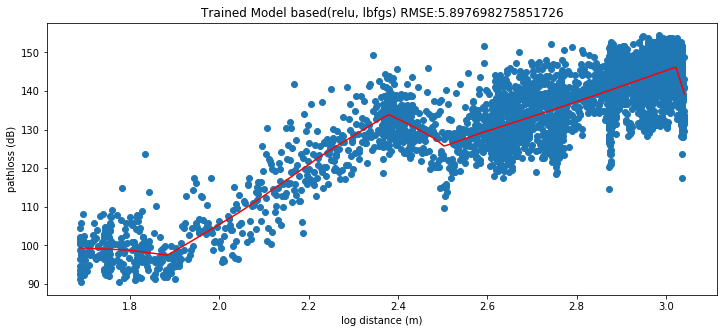 Trained Model based(relu, lbfgs) RMSE:5.897698275851726
pathloss (dB)
150
140
130
120
110
100
90
1.8 2.0 2.2 2.4 2.6 2.8 3.0
log distance (m)